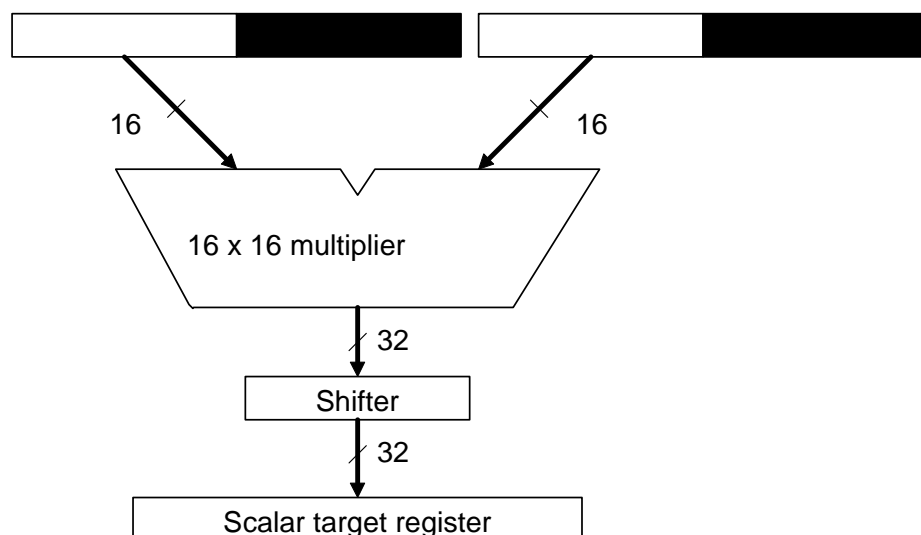 16
16
16 x 16 multiplier
32
Shifter
32
Scalar target register